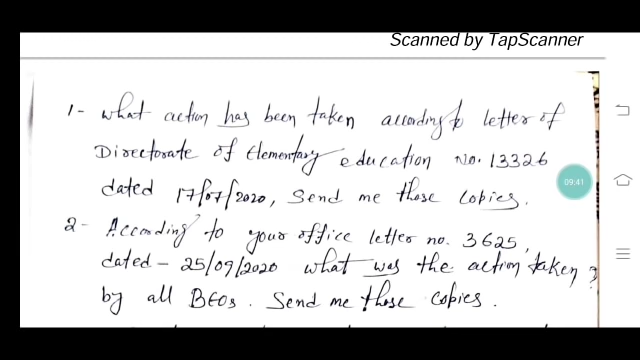 Scanned by TapScanner
1- what action has been taken according to letter of
Directorate of Elementary education No. 13326
dated 17/07/2020, Send me those copies.
09:41
2- According to your office letter no. 3625,
dated - 25/09/2020 what was the action taken ?
by all BEOs. Send me those copies.